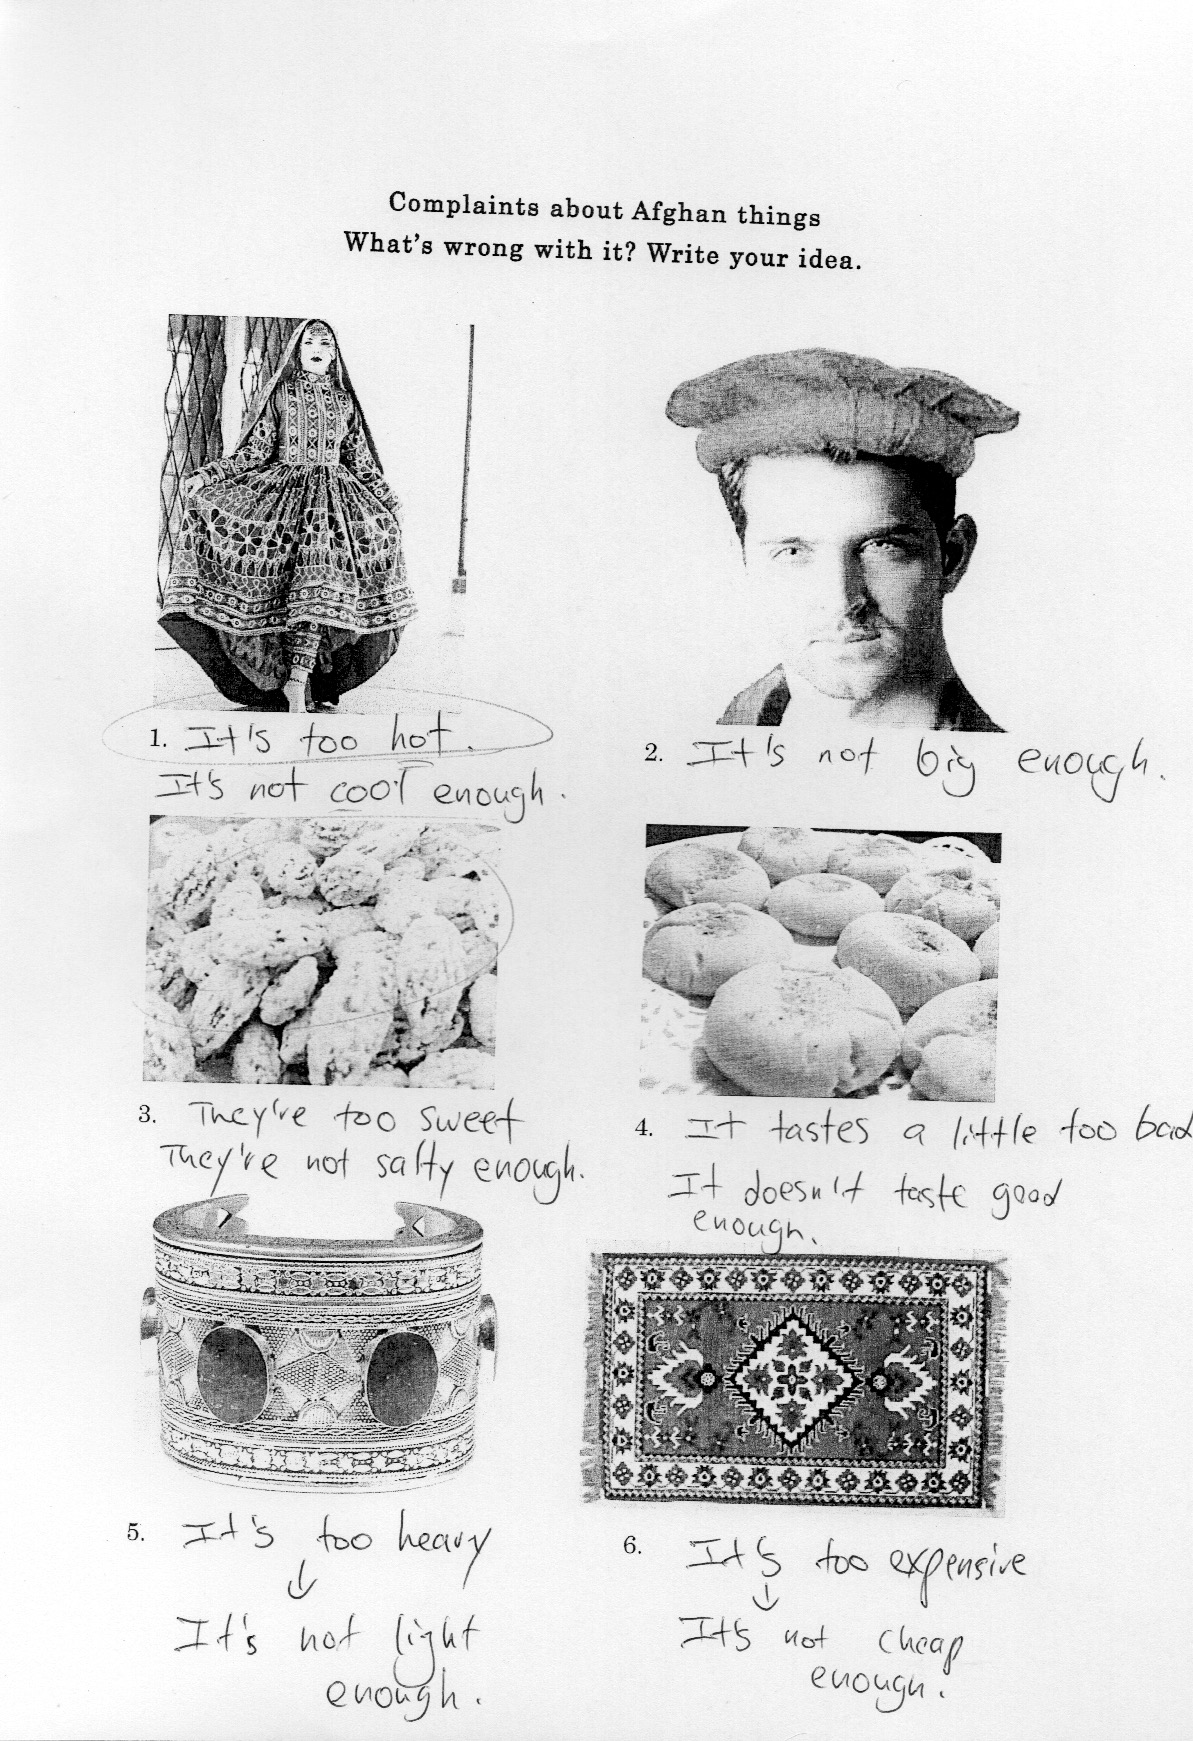 Complaints about Afghan things
What's wrong with it? Write your idea.
1. It's too hot.
It's not cool enough.
2. It's not big enough.
3. They're too sweet
They're not salty enough.
4. It tastes a little too bad
It doesn't taste good
enough.
5. It's too heavy
↓
It's not light
enough.
6. It's too expensive
↓
It's not cheap
enough.